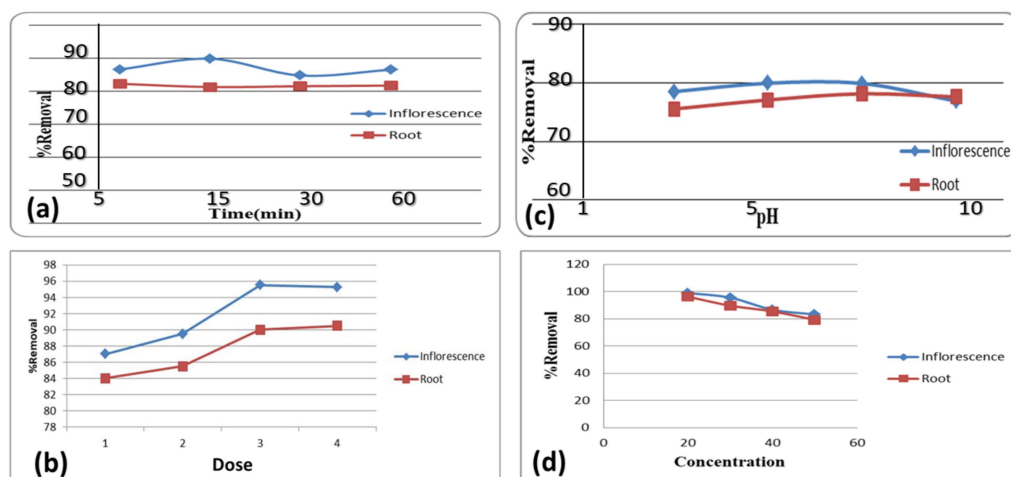 90
80
70
60
50
%Removal
Inflorescence
Root
5 15 30 60
Time(min)
(a)
90
80
70
60
%Removal
Inflorescence
Root
1 5 10
pH
(c)
98
96
94
92
90
88
86
84
82
80
78
%Removal
Inflorescence
Root
1 2 3 4
Dose
(b)
120
100
80
60
40
20
0
%Removal
Inflorescence
Root
0 20 40 60
Concentration
(d)